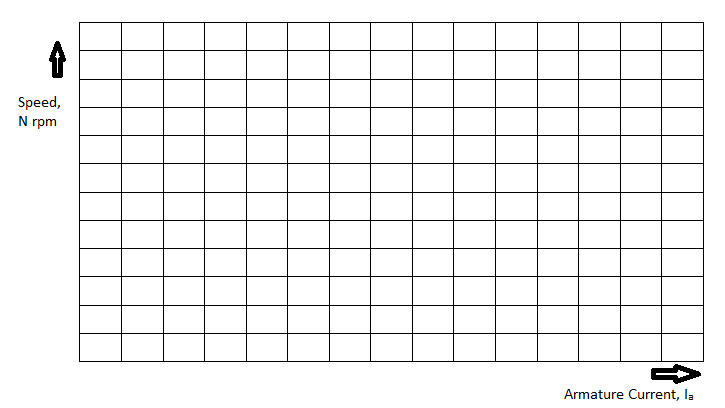 Speed,
N rpm
Armature Current, Iₐ